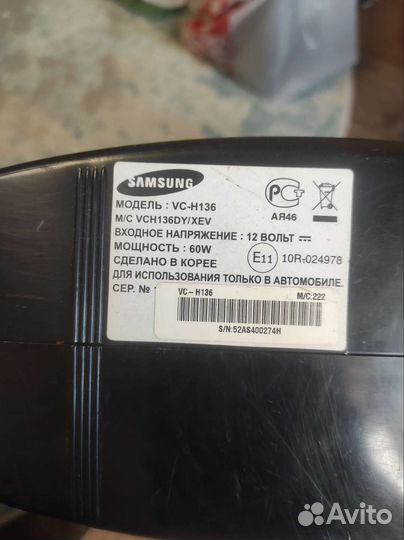 SAMSUNG
МОДЕЛЬ : VC-H136
M/C VCH136DY/XEV
АЯ46
ВХОДНОЕ НАПРЯЖЕНИЕ : 12 ВОЛЬТ
МОЩНОСТЬ : 60W
СДЕЛАНО В КОРЕЕ
E11 10R-024978
ДЛЯ ИСПОЛЬЗОВАНИЯ ТОЛЬКО В АВТОМОБИЛЕ.
СЕР. №
VC-H136 M/C:222
S/N:52AS400274H
Avito